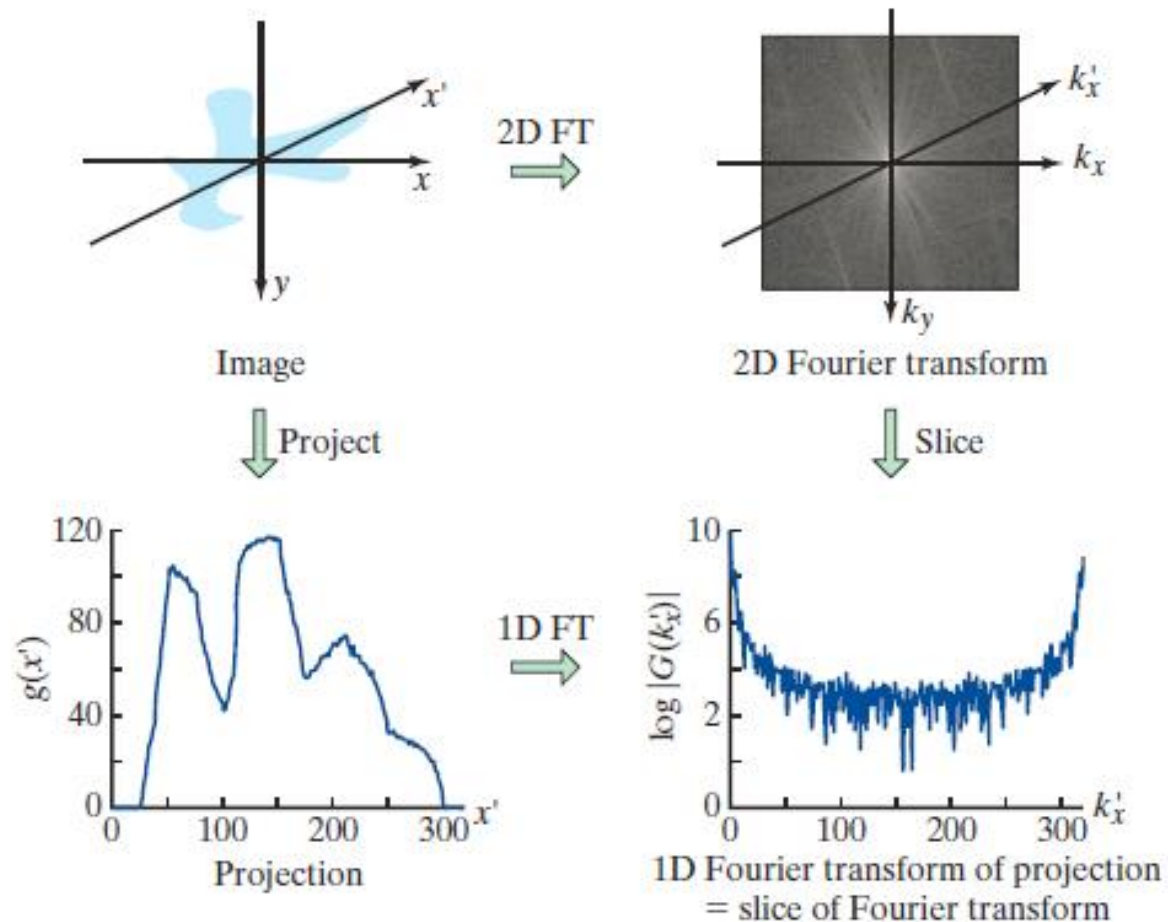 x'
x
y
Image
2D FT
k'x
kx
ky
2D Fourier transform
Project
Slice
120
80
40
0
g(x')
0 100 200 300 x'
Projection
1D FT
10
6
2
0
log |G(k'x)|
0 100 200 300 k'x
1D Fourier transform of projection
= slice of Fourier transform